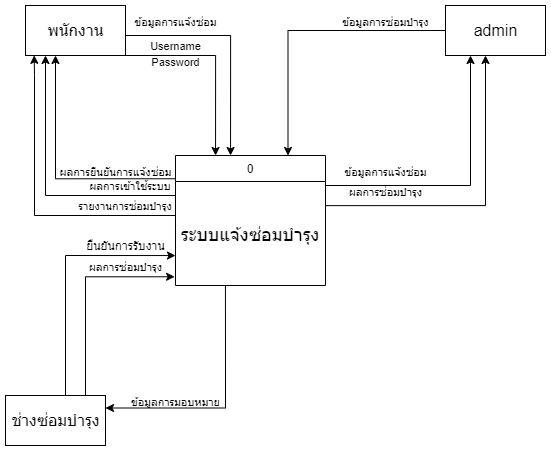 พนักงาน
ข้อมูลการแจ้งซ่อม
Username
Password
ข้อมูลการซ่อมบำรุง
admin
ผลการยืนยันการแจ้งซ่อม
ผลการเข้าใช้ระบบ
รายงานการซ่อมบำรุง
0
ระบบแจ้งซ่อมบำรุง
ข้อมูลการแจ้งซ่อม
ผลการซ่อมบำรุง
ยืนยันการรับงาน
ผลการซ่อมบำรุง
ข้อมูลการมอบหมาย
ช่างซ่อมบำรุง